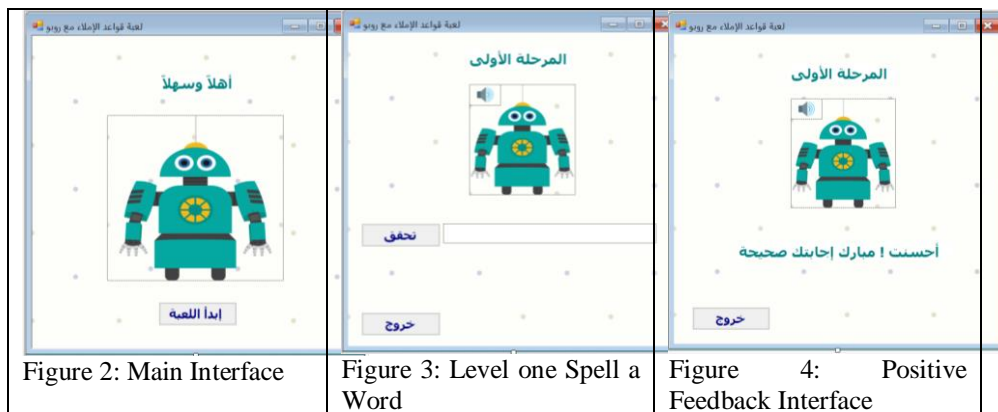 لعبة قواعد الإملاء مع روبو
أهلاً وسهلاً
إبدأ اللعبة
Figure 2: Main Interface
لعبة قواعد الإملاء مع روبو
المرحلة الأولى
تحقق
خروج
Figure 3: Level one Spell a
Word
لعبة قواعد الإملاء مع روبو
المرحلة الأولى
أحسنت ! مبارك إجابتك صحيحة
خروج
Figure 4: Positive
Feedback Interface